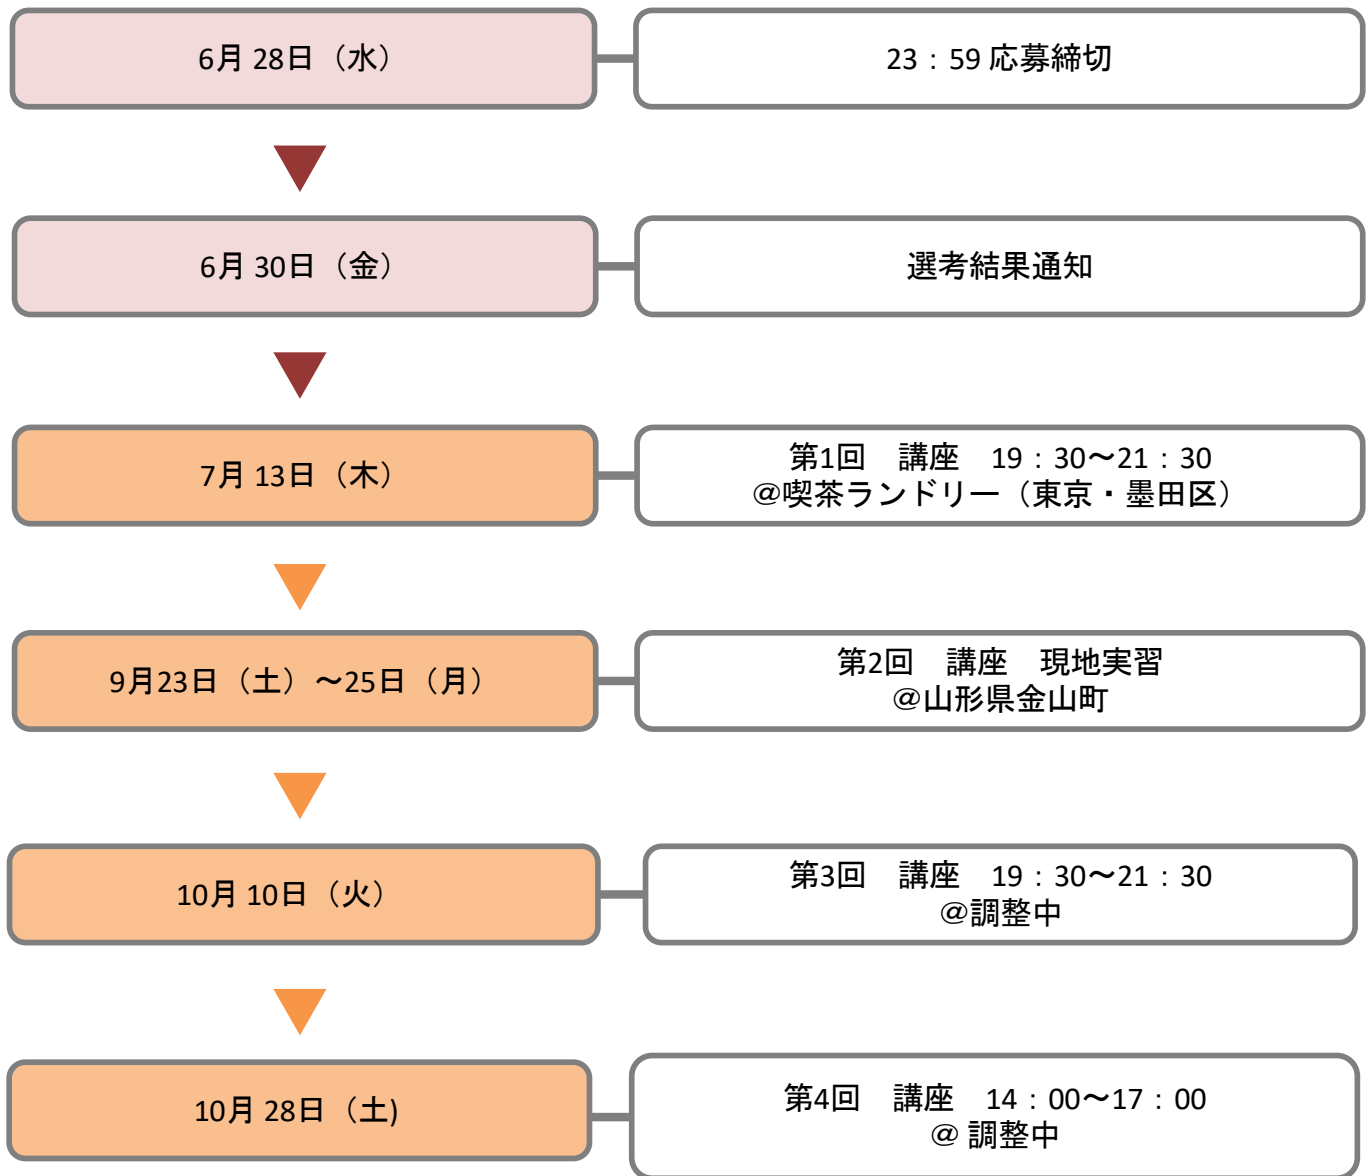 6月 28日（水）
23：59 応募締切
6月 30日（金）
選考結果通知
7月 13日（木）
第1回　講座　19：30～21：30
＠喫茶ランドリー（東京・墨田区）
9月23日（土）～25日（月）
第2回　講座　現地実習
＠山形県金山町
10月 10日（火）
第3回　講座　19：30～21：30
＠調整中
10月 28日（土)
第4回　講座　14：00～17：00
＠ 調整中